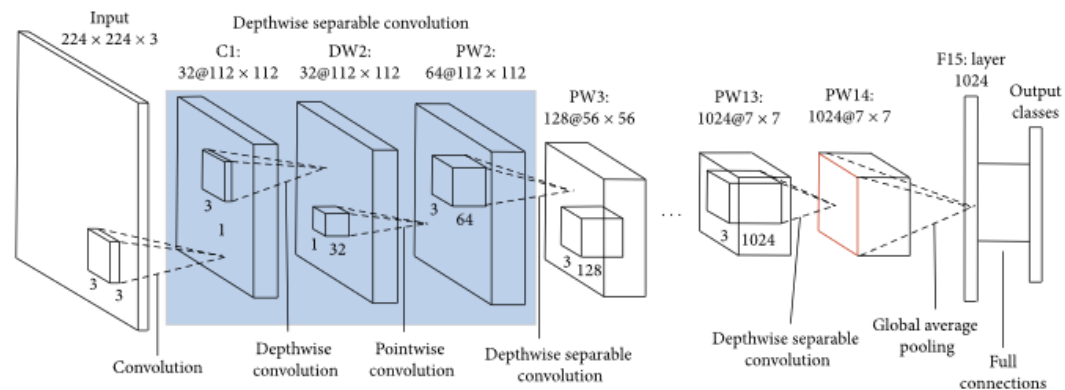 Input
224 × 224 × 3
Depthwise separable convolution
C1:
32@112 × 112
DW2:
32@112 × 112
PW2:
64@112 × 112
PW3:
128@56 × 56
PW13:
1024@7 × 7
PW14:
1024@7 × 7
F15: layer
1024
Output
classes
3
3
3
1
1
32
3
64
3
128
...
3
1024
Convolution
Depthwise
convolution
Pointwise
convolution
Depthwise separable
convolution
Depthwise separable
convolution
Global average
pooling
Full
connections